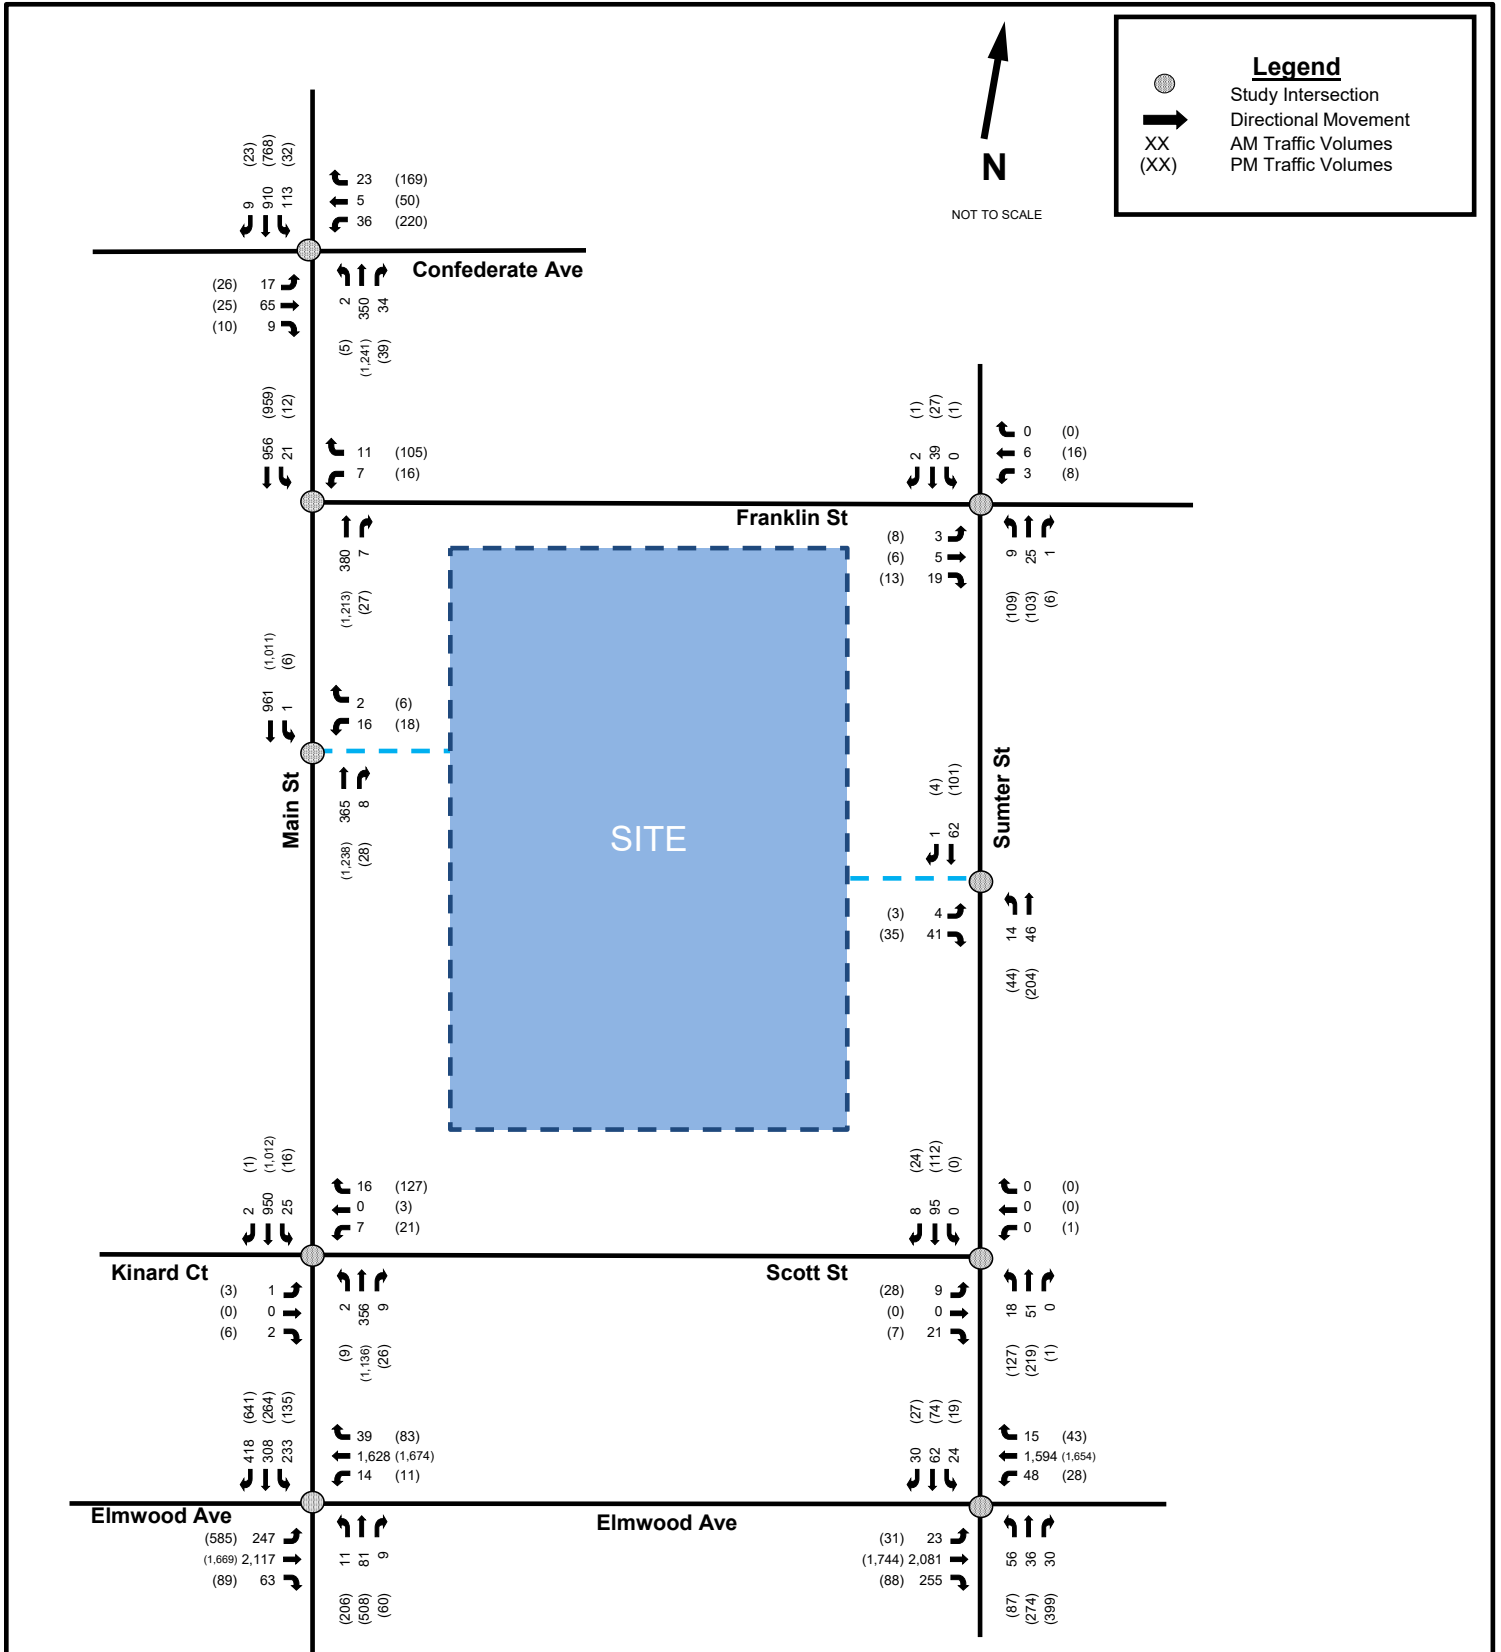 Legend
Study Intersection
Directional Movement
XX AM Traffic Volumes
(XX) PM Traffic Volumes
N
NOT TO SCALE
(23) (768) (32)
9 910 113
23 (169)
5 (50)
36 (220)
Confederate Ave
(26) 17
(25) 65
(10) 9
2 350 34
(5) (1,241) (39)
(959) (12)
956 21
11 (105)
7 (16)
(1) (27) (1)
2 39 0
0 (0)
6 (16)
3 (8)
Franklin St
380 7
(1,213) (27)
(8) 3
(6) 5
(13) 19
9 25 1
(109) (103) (6)
(1,011) (6)
961 1
2 (6)
16 (18)
Main St
365 8
(1,238) (28)
SITE
Sumter St
(4) (101)
1 62
(3) 4
(35) 41
14 46
(44) (204)
(1) (1,012) (16)
2 950 25
16 (127)
0 (3)
7 (21)
(24) (112) (0)
8 95 0
0 (0)
0 (0)
0 (1)
Kinard Ct
Scott St
(3) 1
(0) 0
(6) 2
2 356 9
(9) (1,136) (26)
(28) 9
(0) 0
(7) 21
18 51 0
(127) (219) (1)
(641) (264) (135)
418 308 233
39 (83)
1,628 (1,674)
14 (11)
(27) (74) (19)
30 62 24
15 (43)
1,594 (1,654)
48 (28)
Elmwood Ave
Elmwood Ave
(585) 247
(1,669) 2,117
(89) 63
11 81 9
(206) (508) (60)
(31) 23
(1,744) 2,081
(88) 255
56 36 30
(87) (274) (399)